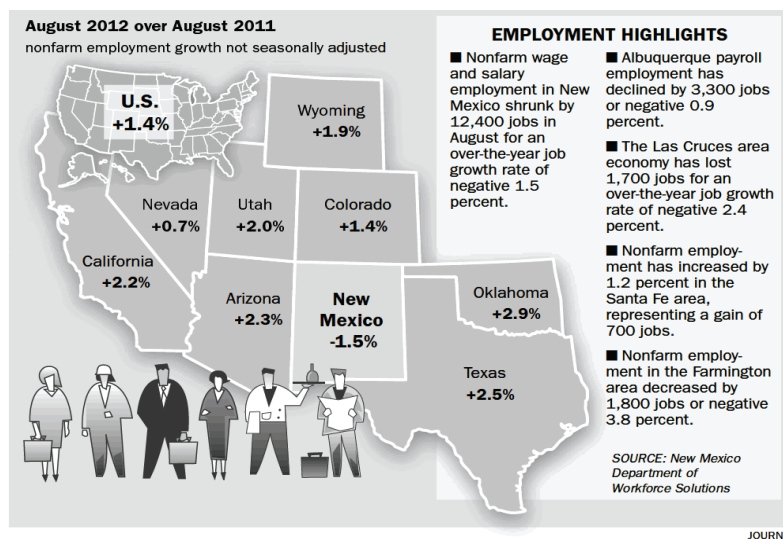 August 2012 over August 2011
nonfarm employment growth not seasonally adjusted
U.S.
+1.4%
Wyoming
+1.9%
Nevada
+0.7%
Utah
+2.0%
Colorado
+1.4%
California
+2.2%
Arizona
+2.3%
New
Mexico
-1.5%
Oklahoma
+2.9%
Texas
+2.5%
EMPLOYMENT HIGHLIGHTS
■ Nonfarm wage
and salary
employment in New
Mexico shrunk by
12,400 jobs in
August for an
over-the-year job
growth rate of
negative 1.5
percent.
■ Albuquerque payroll
employment has
declined by 3,300 jobs
or negative 0.9
percent.
■ The Las Cruces area
economy has lost
1,700 jobs for an
over-the-year job growth
rate of negative 2.4
percent.
■ Nonfarm employ-
ment has increased by
1.2 percent in the
Santa Fe area,
representing a gain of
700 jobs.
■ Nonfarm employ-
ment in the Farmington
area decreased by
1,800 jobs or negative
3.8 percent.
SOURCE: New Mexico
Department of
Workforce Solutions
JOURN